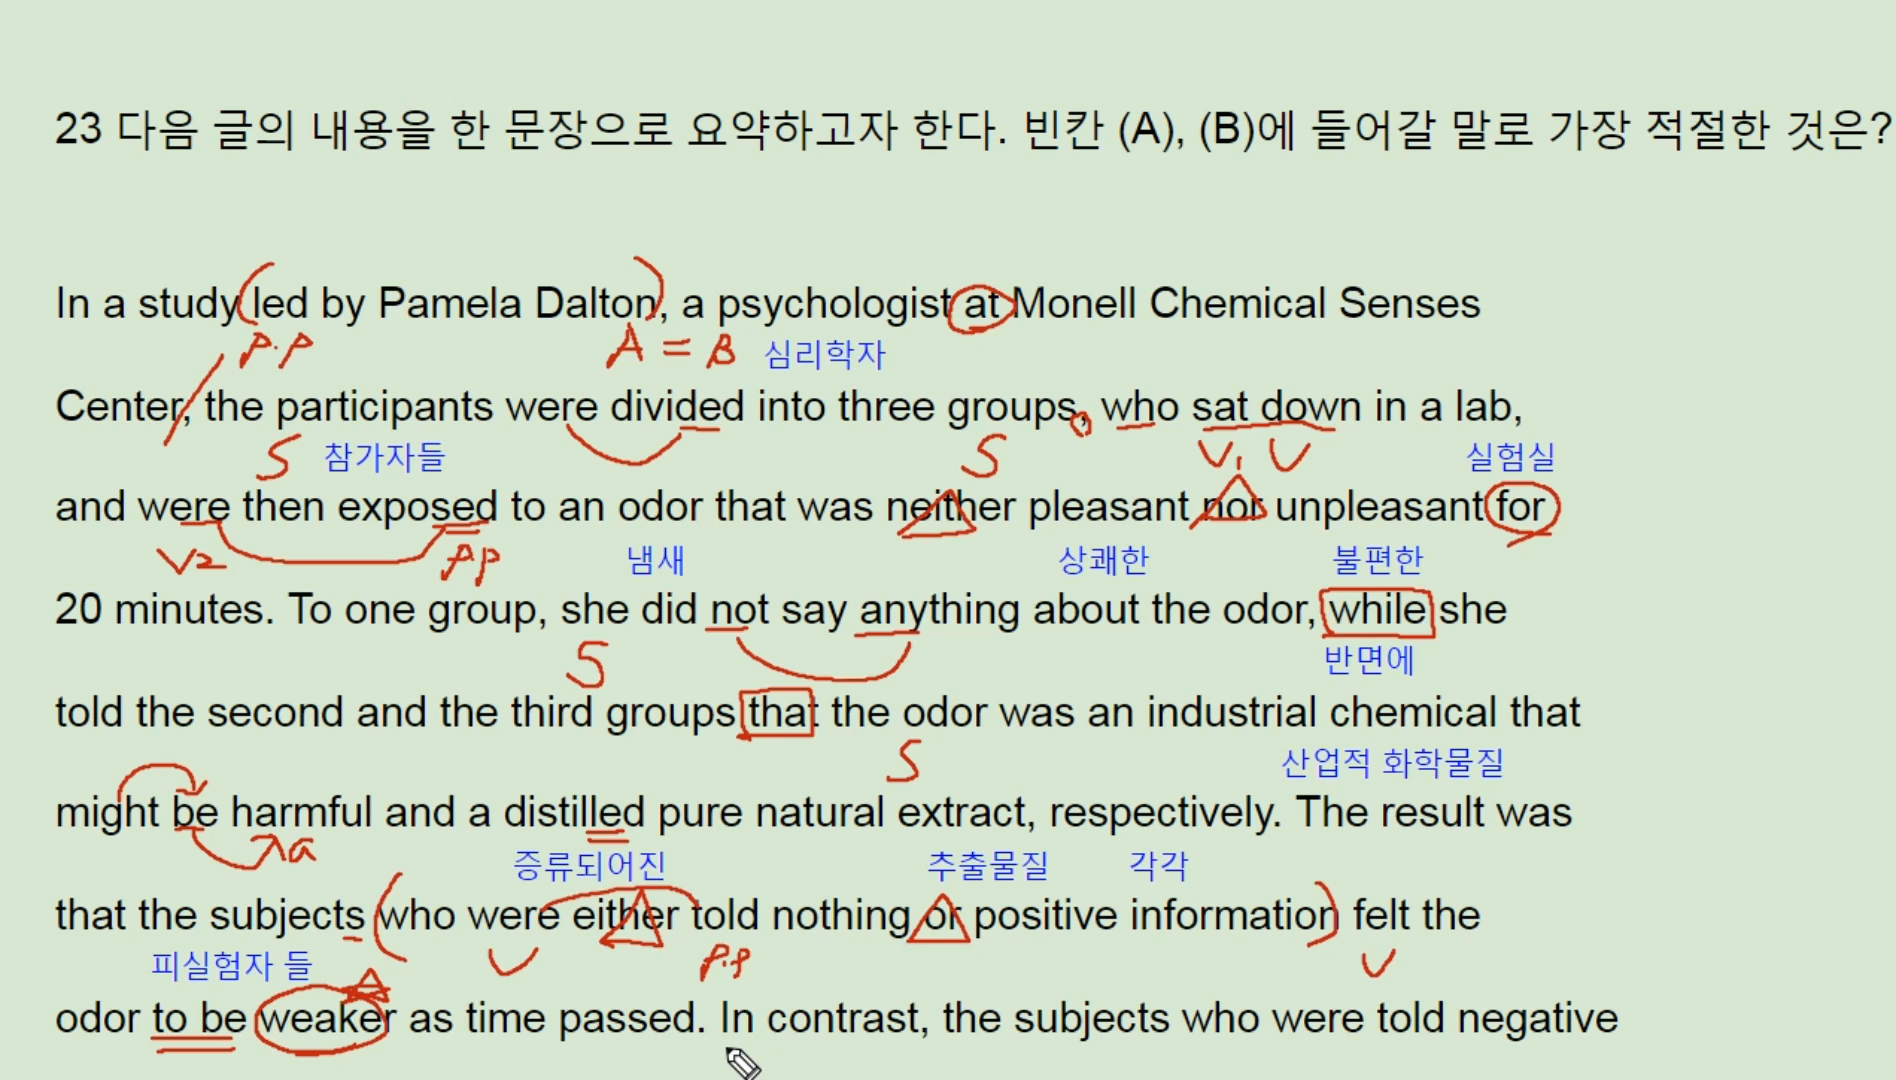 23 다음 글의 내용을 한 문장으로 요약하고자 한다. 빈칸 (A), (B)에 들어갈 말로 가장 적절한 것은?
In a study led by Pamela Dalton, a psychologist at Monell Chemical Senses
P.P A = B 심리학자
Center, the participants were divided into three groups, who sat down in a lab,
S 참가자들 S V1 V 실험실
and were then exposed to an odor that was neither pleasant nor unpleasant for
V2 PP 냄새 상쾌한 불편한
20 minutes. To one group, she did not say anything about the odor, while she
S 반면에
told the second and the third groups that the odor was an industrial chemical that
S 산업적 화학물질
might be harmful and a distilled pure natural extract, respectively. The result was
a 증류되어진 추출물질 각각
that the subjects who were either told nothing or positive information felt the
피실험자 들 V P.P V
odor to be weaker as time passed. In contrast, the subjects who were told negative